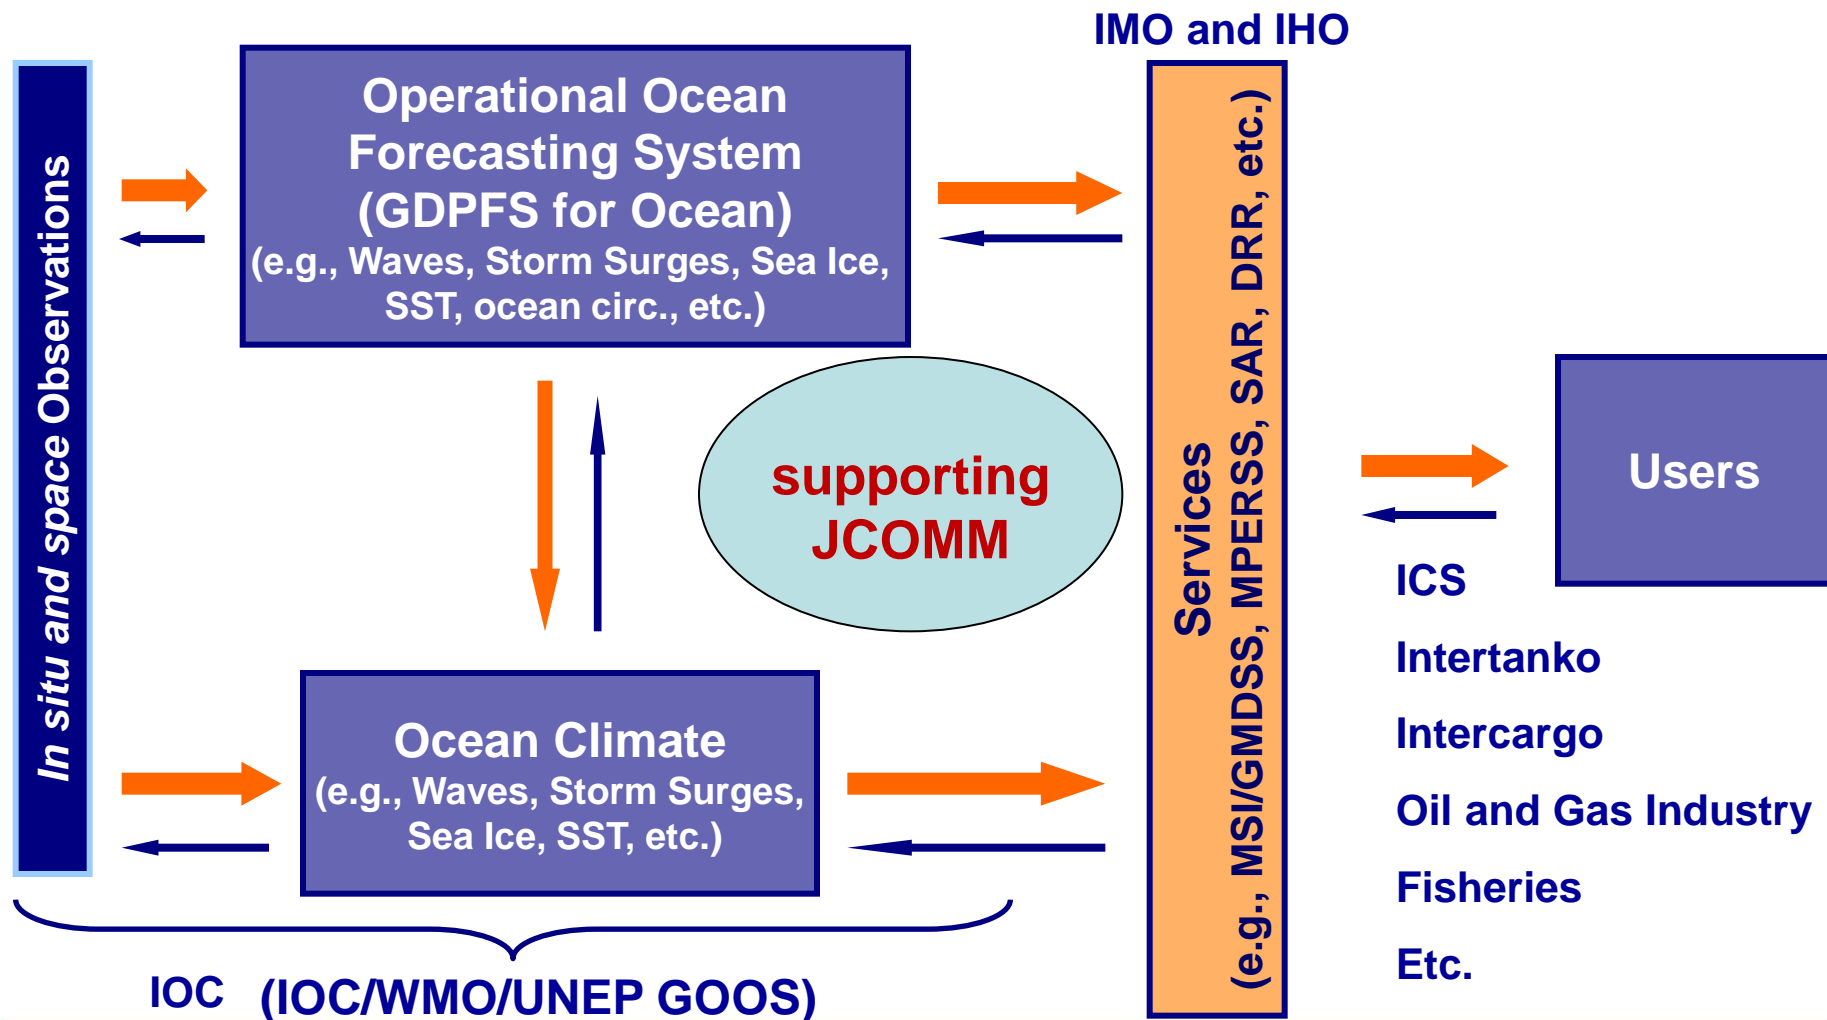 IMO and IHO
In situ and space Observations
Operational Ocean
Forecasting System
(GDPFS for Ocean)
(e.g., Waves, Storm Surges, Sea Ice,
SST, ocean circ., etc.)
supporting
JCOMM
Ocean Climate
(e.g., Waves, Storm Surges,
Sea Ice, SST, etc.)
Services
(e.g., MSI/GMDSS, MPERSS, SAR, DRR, etc.)
Users
ICS
Intertanko
Intercargo
Oil and Gas Industry
Fisheries
Etc.
IOC (IOC/WMO/UNEP GOOS)